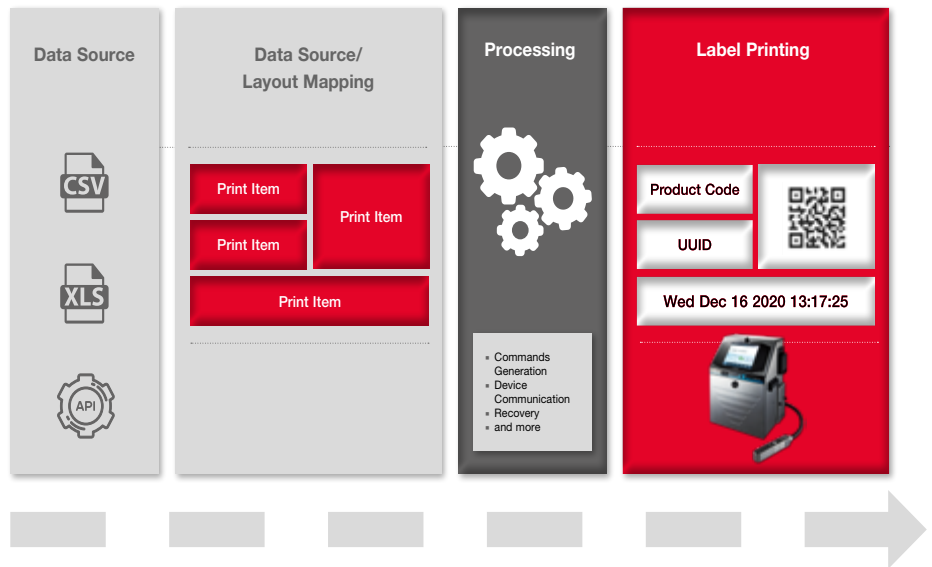 Data Source
CSV
XLS
API
Data Source/
Layout Mapping
Print Item
Print Item
Print Item
Print Item
Processing
Commands
Generation
Device
Communication
Recovery
and more
Label Printing
Product Code
UUID
Wed Dec 16 2020 13:17:25